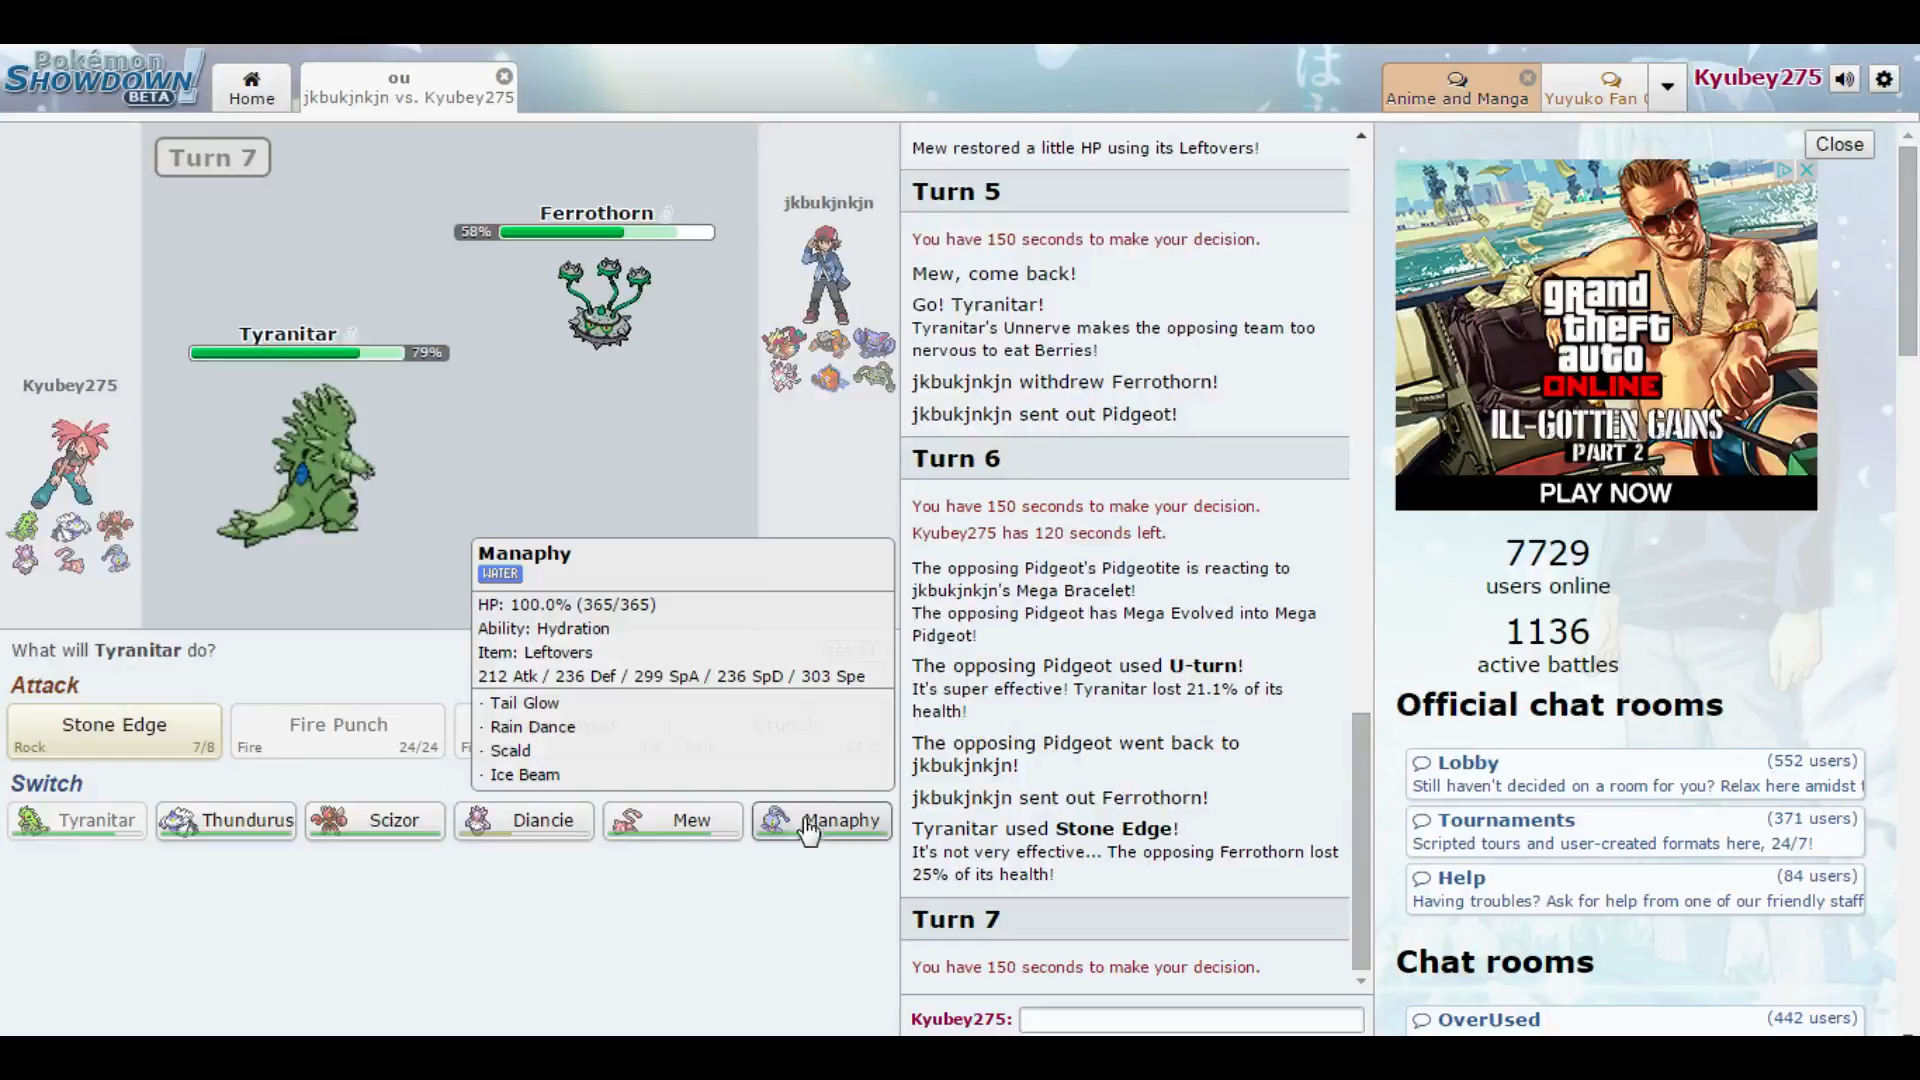 Pokémon
SHOWDOWN!
BETA
Home
ou
jkbukjnkjn vs. Kyubey275
Anime and Manga
Yuyuko Fan
Kyubey275
Turn 7
Ferrothorn
58%
Tyranitar
79%
jkbukjnkjn
Kyubey275
What will Tyranitar do?
Attack
Stone Edge
Rock 7/8
Fire Punch
Fire 24/24
Crunch
Manaphy
WATER
HP: 100.0% (365/365)
Ability: Hydration
Item: Leftovers
212 Atk / 236 Def / 299 SpA / 236 SpD / 303 Spe
· Tail Glow
· Rain Dance
· Scald
· Ice Beam
Switch
Tyranitar
Thundurus
Scizor
Diancie
Mew
Manaphy
Mew restored a little HP using its Leftovers!
Turn 5
You have 150 seconds to make your decision.
Mew, come back!
Go! Tyranitar!
Tyranitar's Unnerve makes the opposing team too
nervous to eat Berries!
jkbukjnkjn withdrew Ferrothorn!
jkbukjnkjn sent out Pidgeot!
Turn 6
You have 150 seconds to make your decision.
Kyubey275 has 120 seconds left.
The opposing Pidgeot's Pidgeotite is reacting to
jkbukjnkjn's Mega Bracelet!
The opposing Pidgeot has Mega Evolved into Mega
Pidgeot!
The opposing Pidgeot used U-turn!
It's super effective! Tyranitar lost 21.1% of its
health!
The opposing Pidgeot went back to
jkbukjnkjn!
jkbukjnkjn sent out Ferrothorn!
Tyranitar used Stone Edge!
It's not very effective... The opposing Ferrothorn lost
25% of its health!
Turn 7
You have 150 seconds to make your decision.
Kyubey275:
Close
grand
theft
auto
ONLINE
ILL-GOTTEN GAINS
PART 2
PLAY NOW
7729
users online
1136
active battles
Official chat rooms
Lobby (552 users)
Still haven't decided on a room for you? Relax here amidst
Tournaments (371 users)
Scripted tours and user-created formats here, 24/7!
Help (84 users)
Having troubles? Ask for help from one of our friendly staff
Chat rooms
OverUsed (442 users)